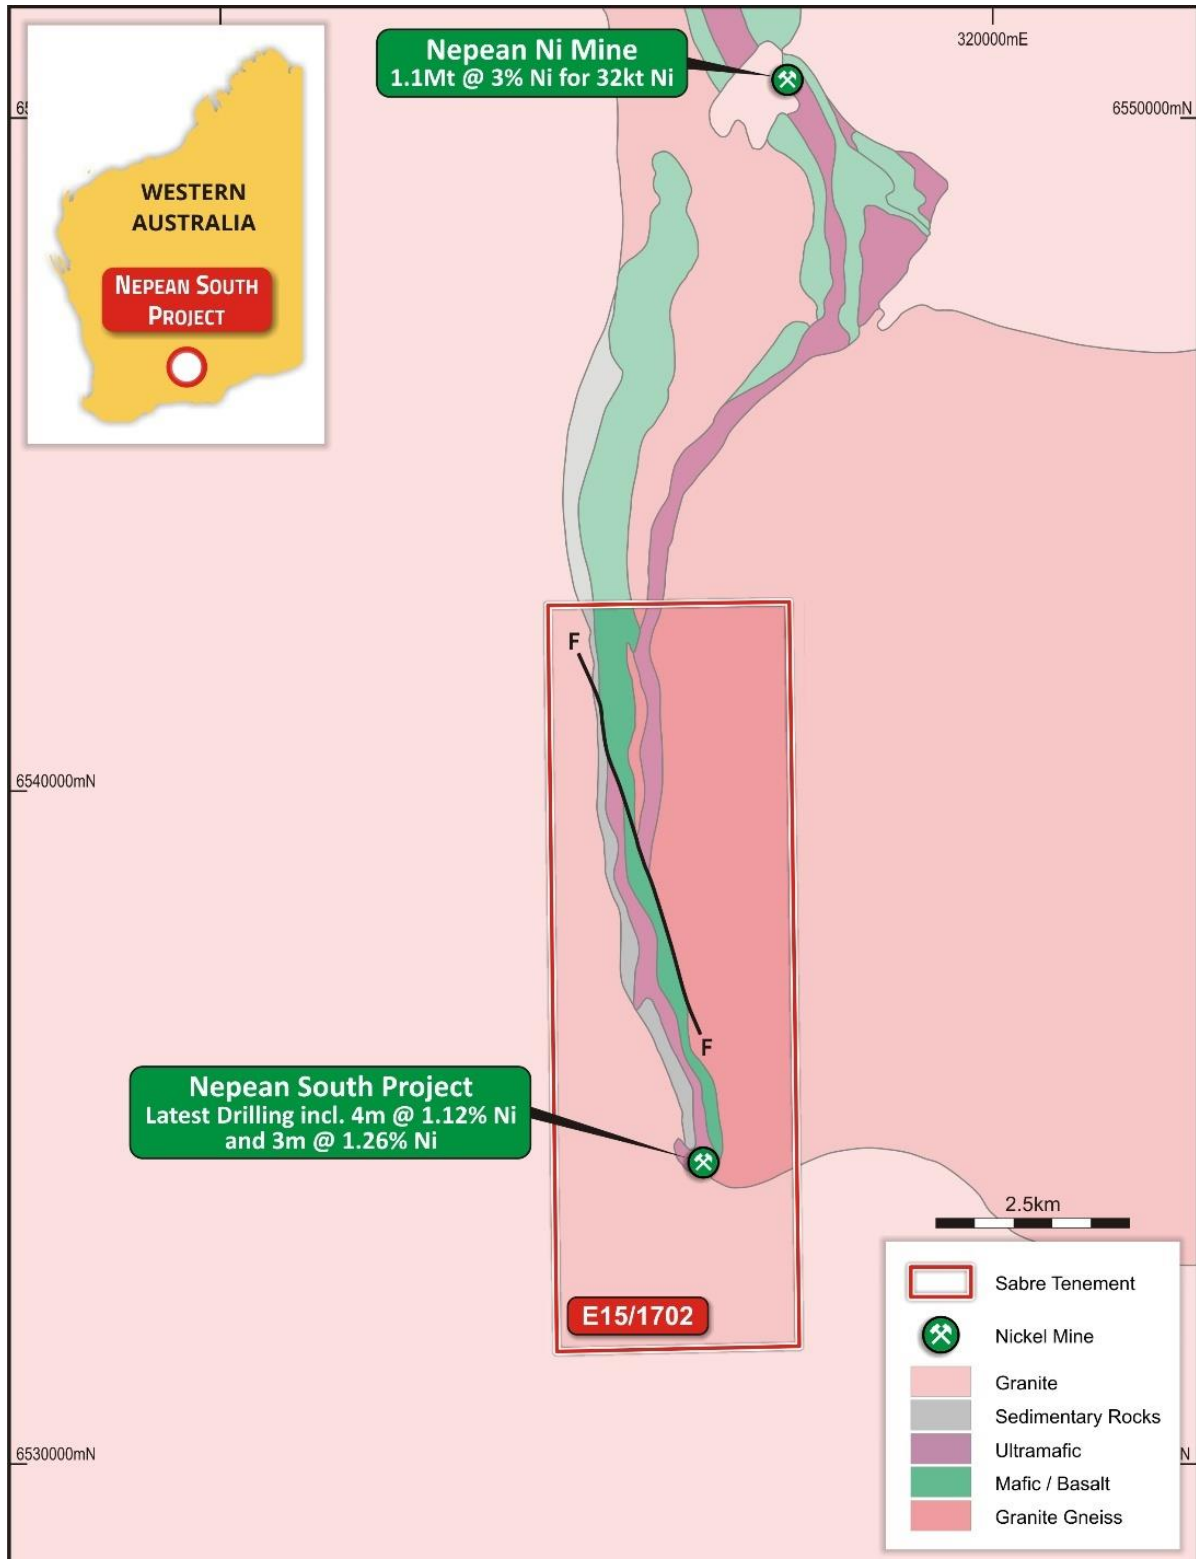 Nepean Ni Mine
1.1Mt @ 3% Ni for 32kt Ni
320000mE
6550000mN
WESTERN
AUSTRALIA
NEPEAN SOUTH
PROJECT
F
6540000mN
F
Nepean South Project
Latest Drilling incl. 4m @ 1.12% Ni
and 3m @ 1.26% Ni
2.5km
E15/1702
Sabre Tenement
Nickel Mine
Granite
Sedimentary Rocks
Ultramafic
Mafic / Basalt
Granite Gneiss
6530000mN
N